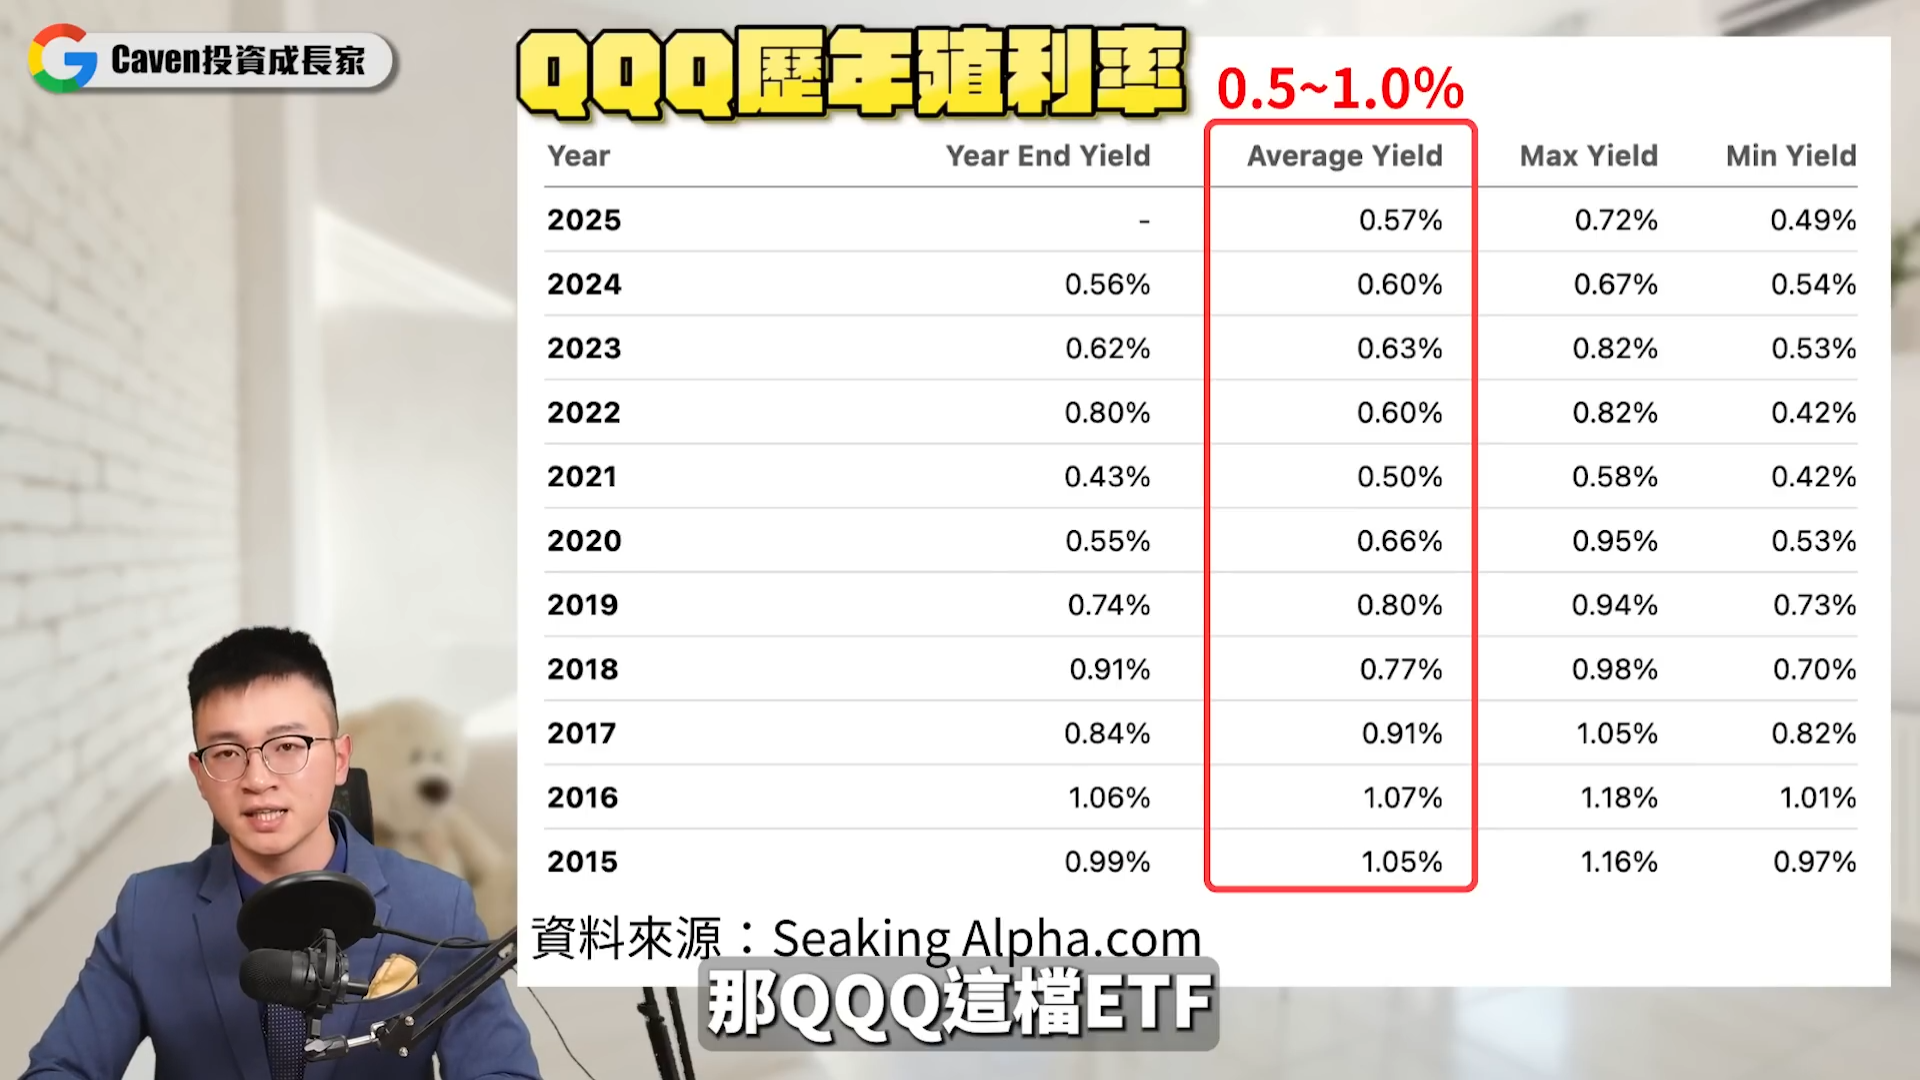 Caven投資成長家
QQQ歷年殖利率
0.5~1.0%
Year Year End Yield Average Yield Max Yield Min Yield
2025 - 0.57% 0.72% 0.49%
2024 0.56% 0.60% 0.67% 0.54%
2023 0.62% 0.63% 0.82% 0.53%
2022 0.80% 0.60% 0.82% 0.42%
2021 0.43% 0.50% 0.58% 0.42%
2020 0.55% 0.66% 0.95% 0.53%
2019 0.74% 0.80% 0.94% 0.73%
2018 0.91% 0.77% 0.98% 0.70%
2017 0.84% 0.91% 1.05% 0.82%
2016 1.06% 1.07% 1.18% 1.01%
2015 0.99% 1.05% 1.16% 0.97%
資料來源：Seaking Alpha.com
那QQQ這檔ETF